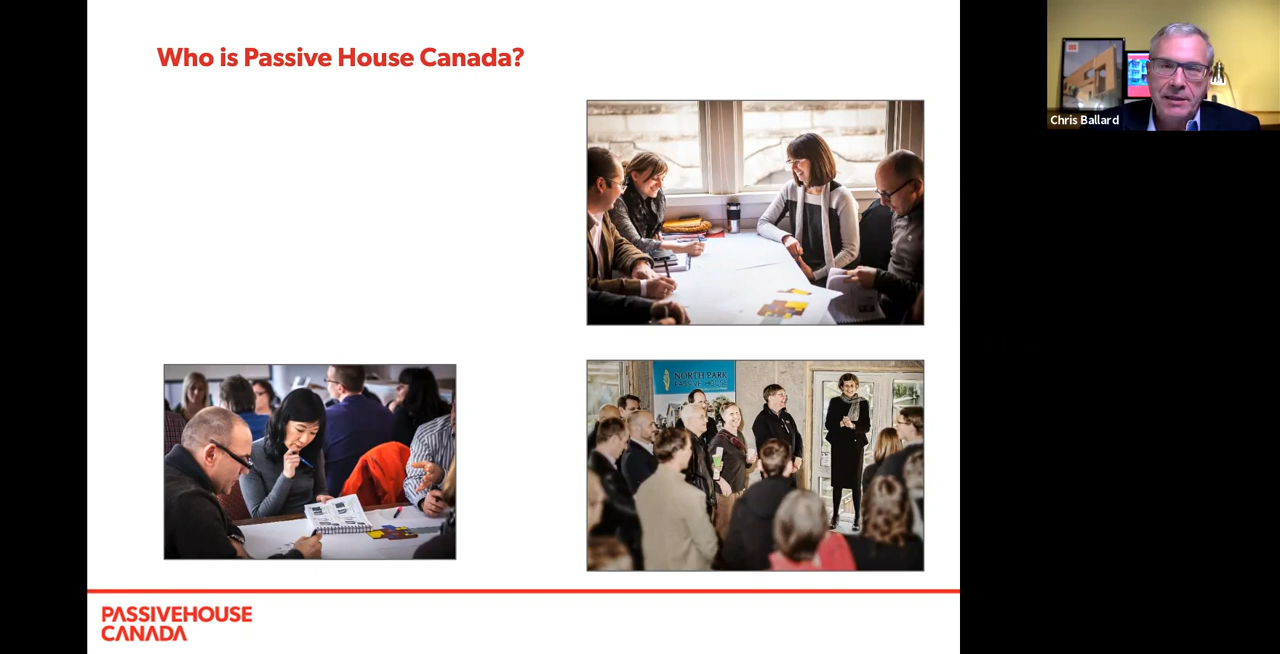 Who is Passive House Canada?
Chris Ballard
NORTH PARK
PASSIVE HOUSE
PASSIVEHOUSE
CANADA